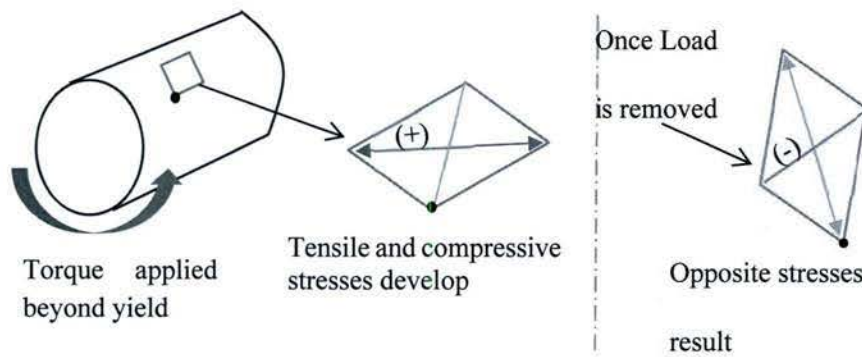 Torque applied
beyond yield
(+)
Tensile and compressive
stresses develop
Once Load
is removed
(-)
Opposite stresses
result